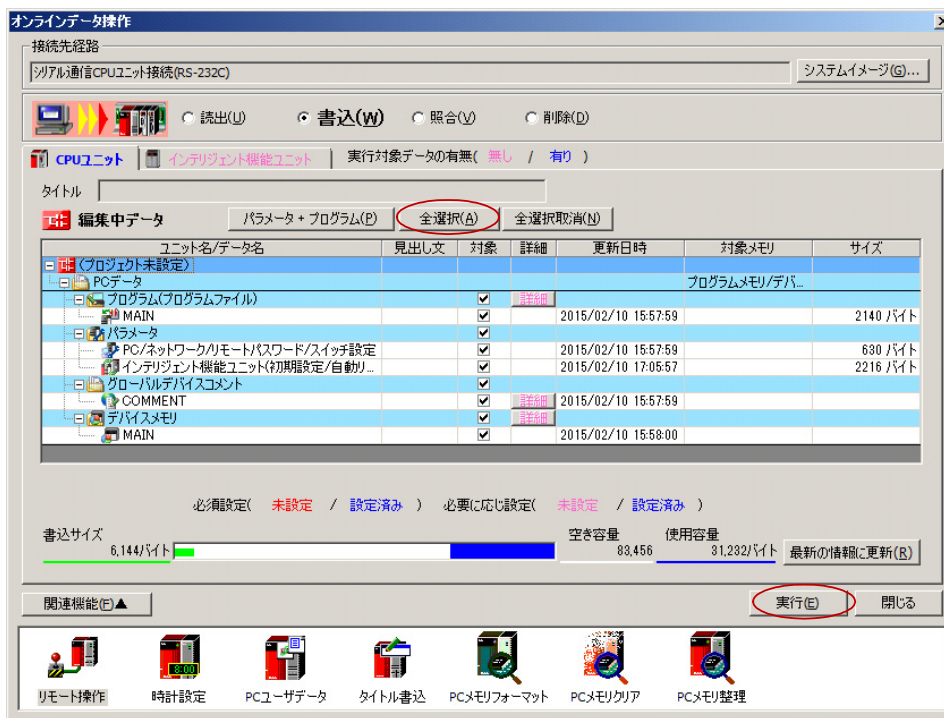 オンラインデータ操作
接続先経路
シリアル通信CPUユニット接続(RS-232C)
システムイメージ(G)...
読出(U) 書込(W) 照合(V) 削除(D)
CPUユニット インテリジェント機能ユニット 実行対象データの有無( 無し / 有り )
タイトル
編集中データ パラメータ+プログラム(P) 全選択(A) 全選択取消(N)
ユニット名/データ名 見出し文 対象 詳細 更新日時 対象メモリ サイズ
(プロジェクト未設定)
PCデータ プログラムメモリ/デバ...
プログラム(プログラムファイル) 詳細
MAIN 2015/02/10 15:57:59 2140 バイト
パラメータ
PC/ネットワーク/リモートパスワード/スイッチ設定 2015/02/10 15:57:59 630 バイト
インテリジェント機能ユニット(初期設定/自動リ... 2015/02/10 17:05:57 2216 バイト
グローバルデバイスコメント
COMMENT 詳細 2015/02/10 15:57:59
デバイスメモリ 詳細
MAIN 2015/02/10 15:58:00
必須設定( 未設定 / 設定済み ) 必要に応じ設定( 未設定 / 設定済み )
書込サイズ 空き容量 使用容量
6,144バイト 83,456 31,232バイト 最新の情報に更新(R)
関連機能(F)▲ 実行(E) 閉じる
リモート操作 時計設定 PCユーザデータ タイトル書込 PCメモリフォーマット PCメモリクリア PCメモリ整理